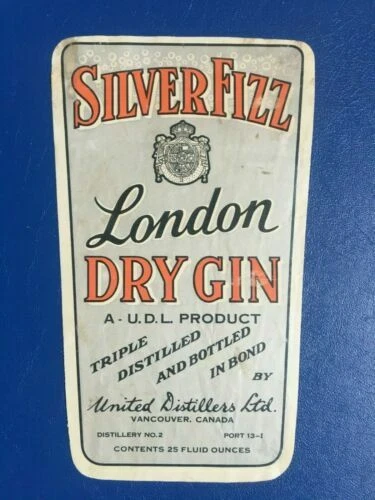 SILVER FIZZ
London
DRY GIN
A - U.D.L. PRODUCT
TRIPLE
DISTILLED
AND BOTTLED
IN BOND
BY
United Distillers Ltd.
VANCOUVER, CANADA
DISTILLERY NO. 2 PORT 13-1
CONTENTS 25 FLUID OUNCES